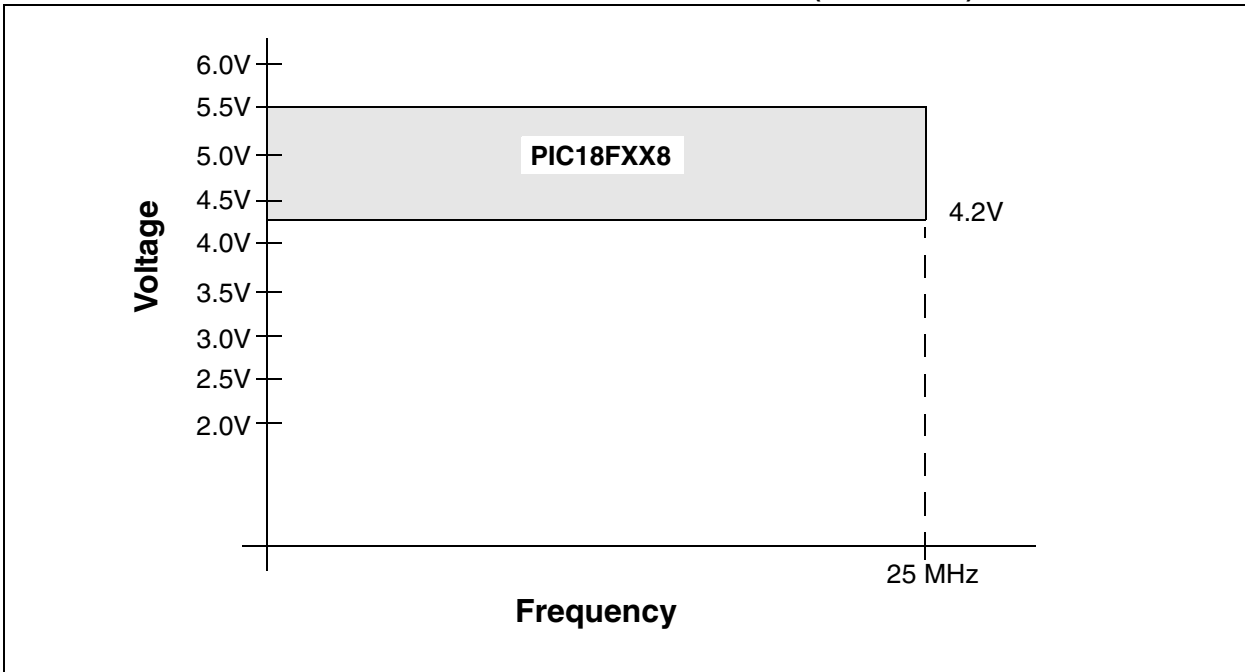 6.0V
5.5V
5.0V
PIC18FXX8
4.5V
4.2V
4.0V
3.5V
3.0V
2.5V
2.0V
Voltage
25 MHz
Frequency